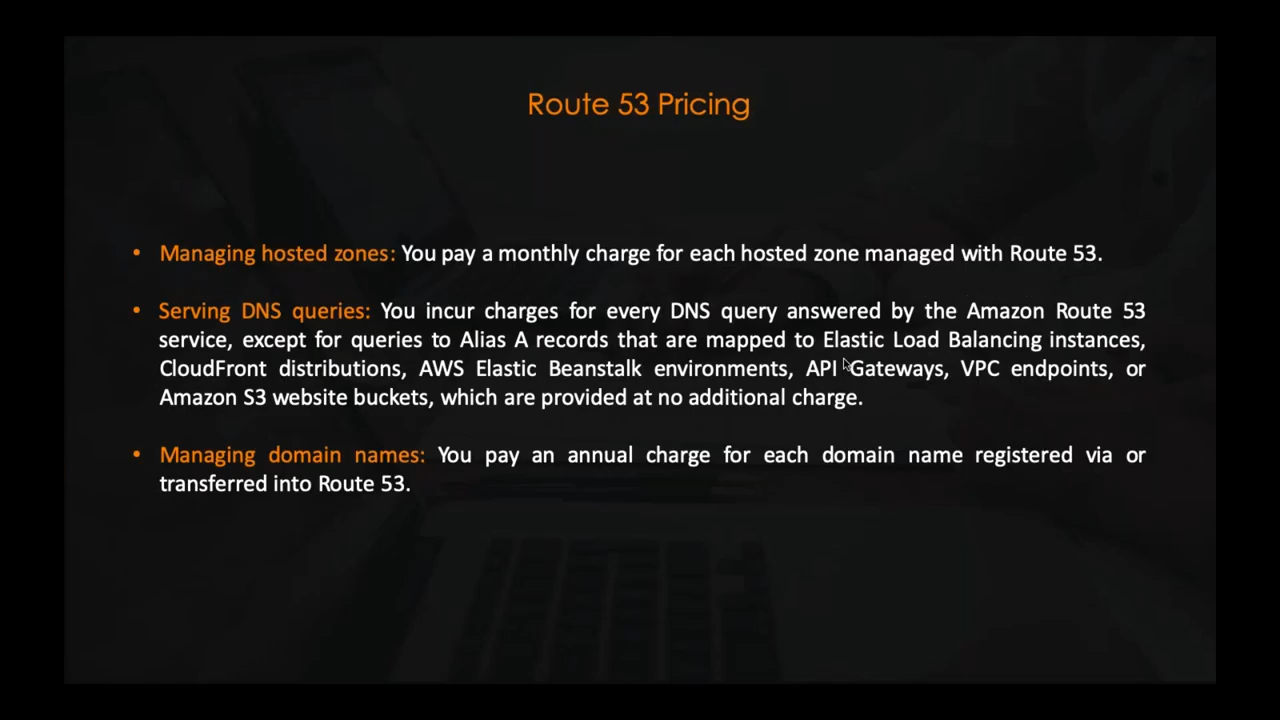 Route 53 Pricing
• Managing hosted zones: You pay a monthly charge for each hosted zone managed with Route 53.
• Serving DNS queries: You incur charges for every DNS query answered by the Amazon Route 53
service, except for queries to Alias A records that are mapped to Elastic Load Balancing instances,
CloudFront distributions, AWS Elastic Beanstalk environments, API Gateways, VPC endpoints, or
Amazon S3 website buckets, which are provided at no additional charge.
• Managing domain names: You pay an annual charge for each domain name registered via or
transferred into Route 53.